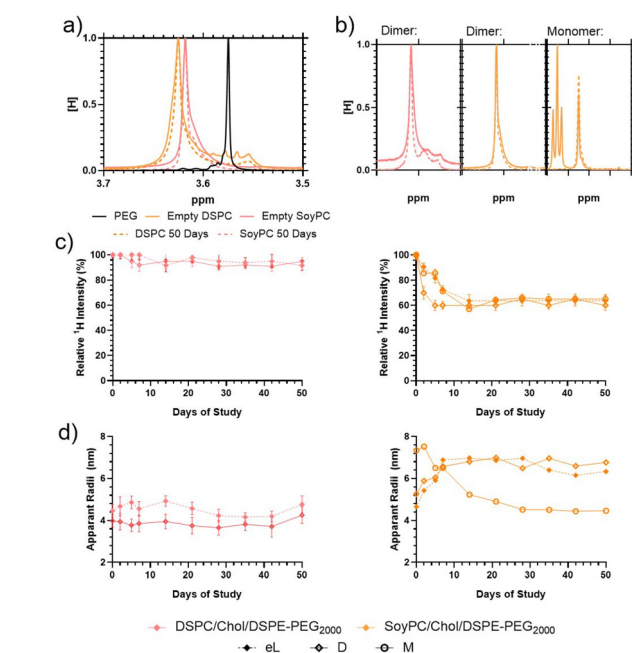 a)
b)
Dimer:
Dimer:
Monomer:
1.0
0.5
0.0
[H]
3.7
3.6
3.5
ppm
1.0
0.5
0.0
[H]
ppm
ppm
ppm
PEG
Empty DSPC
Empty SoyPC
DSPC 50 Days
SoyPC 50 Days
c)
100
80
60
40
20
0
Relative ¹H Intensity (%)
0 10 20 30 40 50
Days of Study
100
80
60
40
20
0
Relative ¹H Intensity (%)
0 10 20 30 40 50
Days of Study
d)
8
6
4
2
Apparant Radii (nm)
0 10 20 30 40 50
Days of Study
8
6
4
2
Apparant Radii (nm)
0 10 20 30 40 50
Days of Study
DSPC/Chol/DSPE-PEG₂₀₀₀
SoyPC/Chol/DSPE-PEG₂₀₀₀
eL
D
M